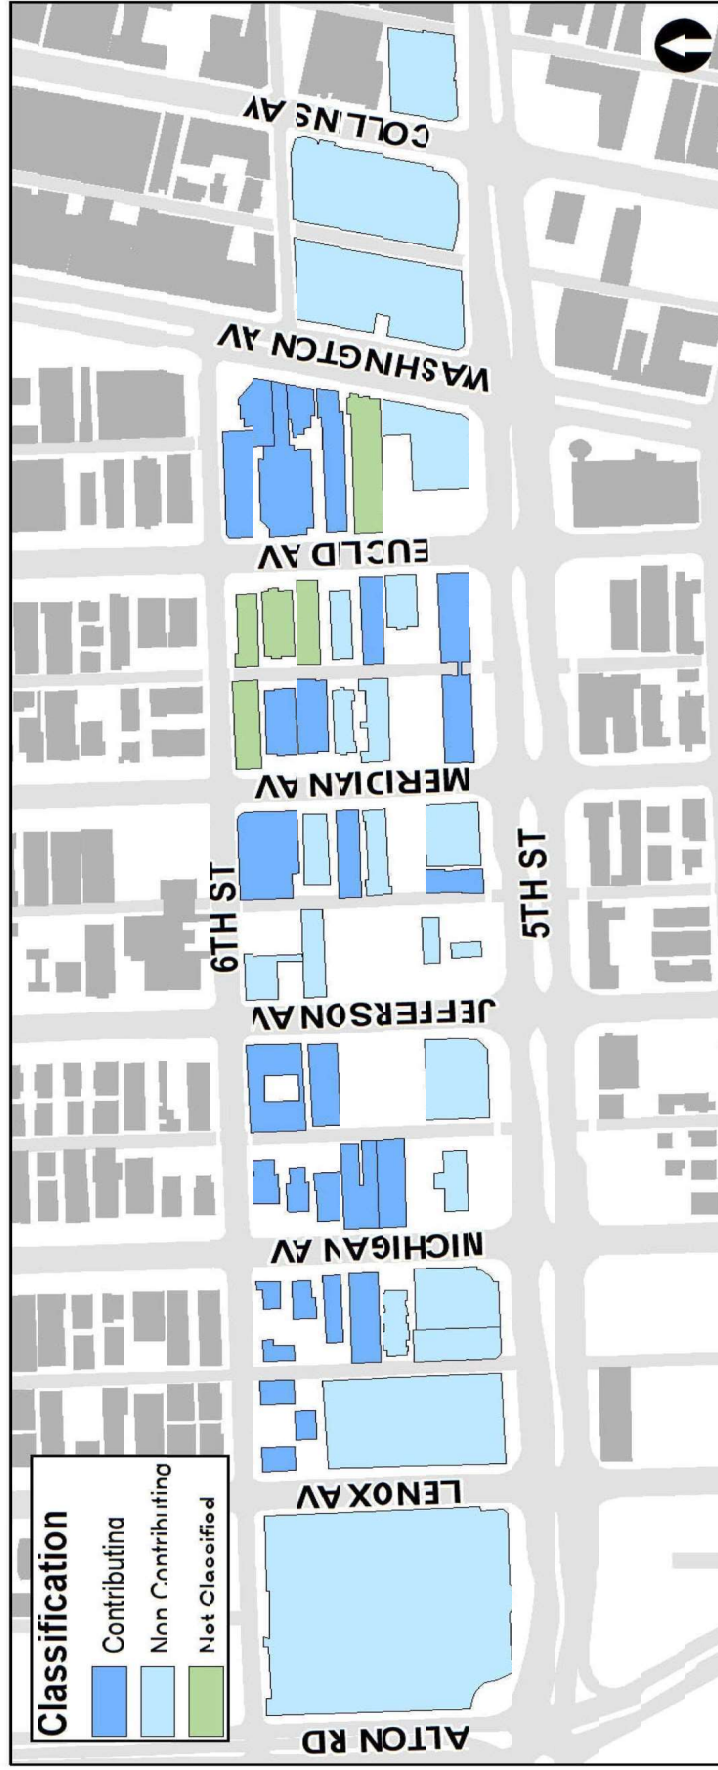 Classification
Contributing
Non Contributing
Not Classified
6TH ST
5TH ST
ALTON RD
LENOX AV
MICHIGAN AV
JEFFERSON AV
MERIDIAN AV
EUCLID AV
WASHINGTON AV
COLLINS AV